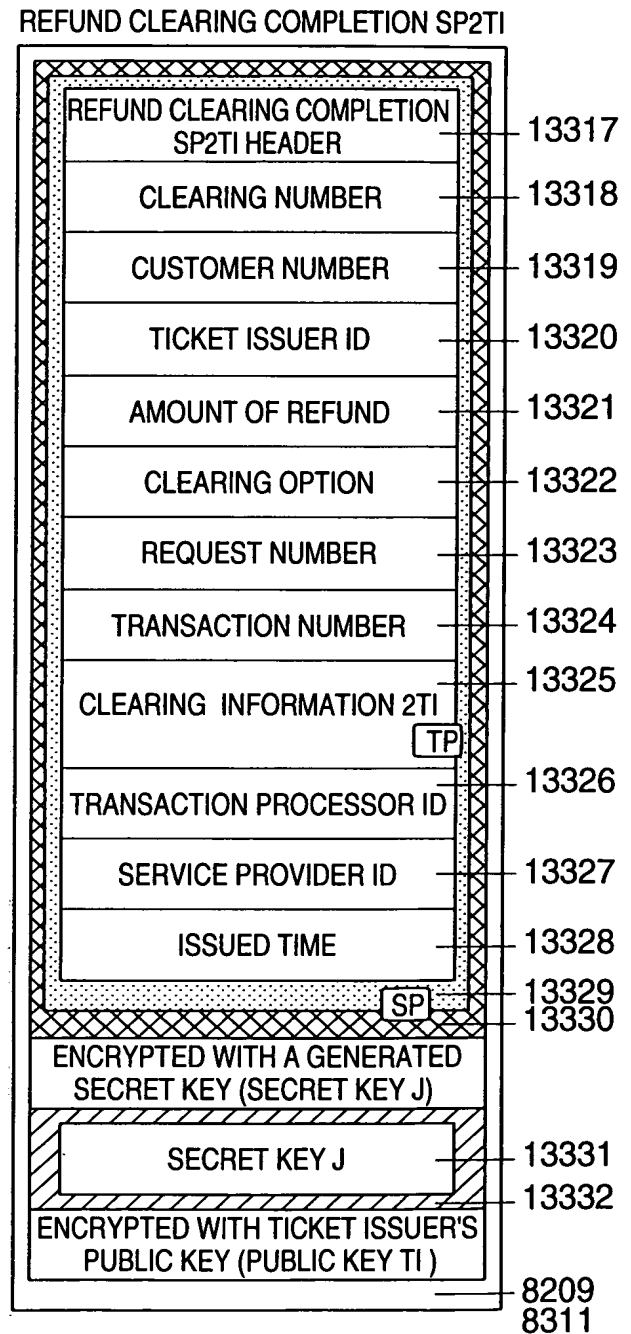 REFUND CLEARING COMPLETION SP2TI
REFUND CLEARING COMPLETION
SP2TI HEADER
13317
CLEARING NUMBER
13318
CUSTOMER NUMBER
13319
TICKET ISSUER ID
13320
AMOUNT OF REFUND
13321
CLEARING OPTION
13322
REQUEST NUMBER
13323
TRANSACTION NUMBER
13324
CLEARING INFORMATION 2TI
13325
TP
TRANSACTION PROCESSOR ID
13326
SERVICE PROVIDER ID
13327
ISSUED TIME
13328
SP
13329
13330
ENCRYPTED WITH A GENERATED
SECRET KEY (SECRET KEY J)
SECRET KEY J
13331
13332
ENCRYPTED WITH TICKET ISSUER'S
PUBLIC KEY (PUBLIC KEY TI )
8209
8311